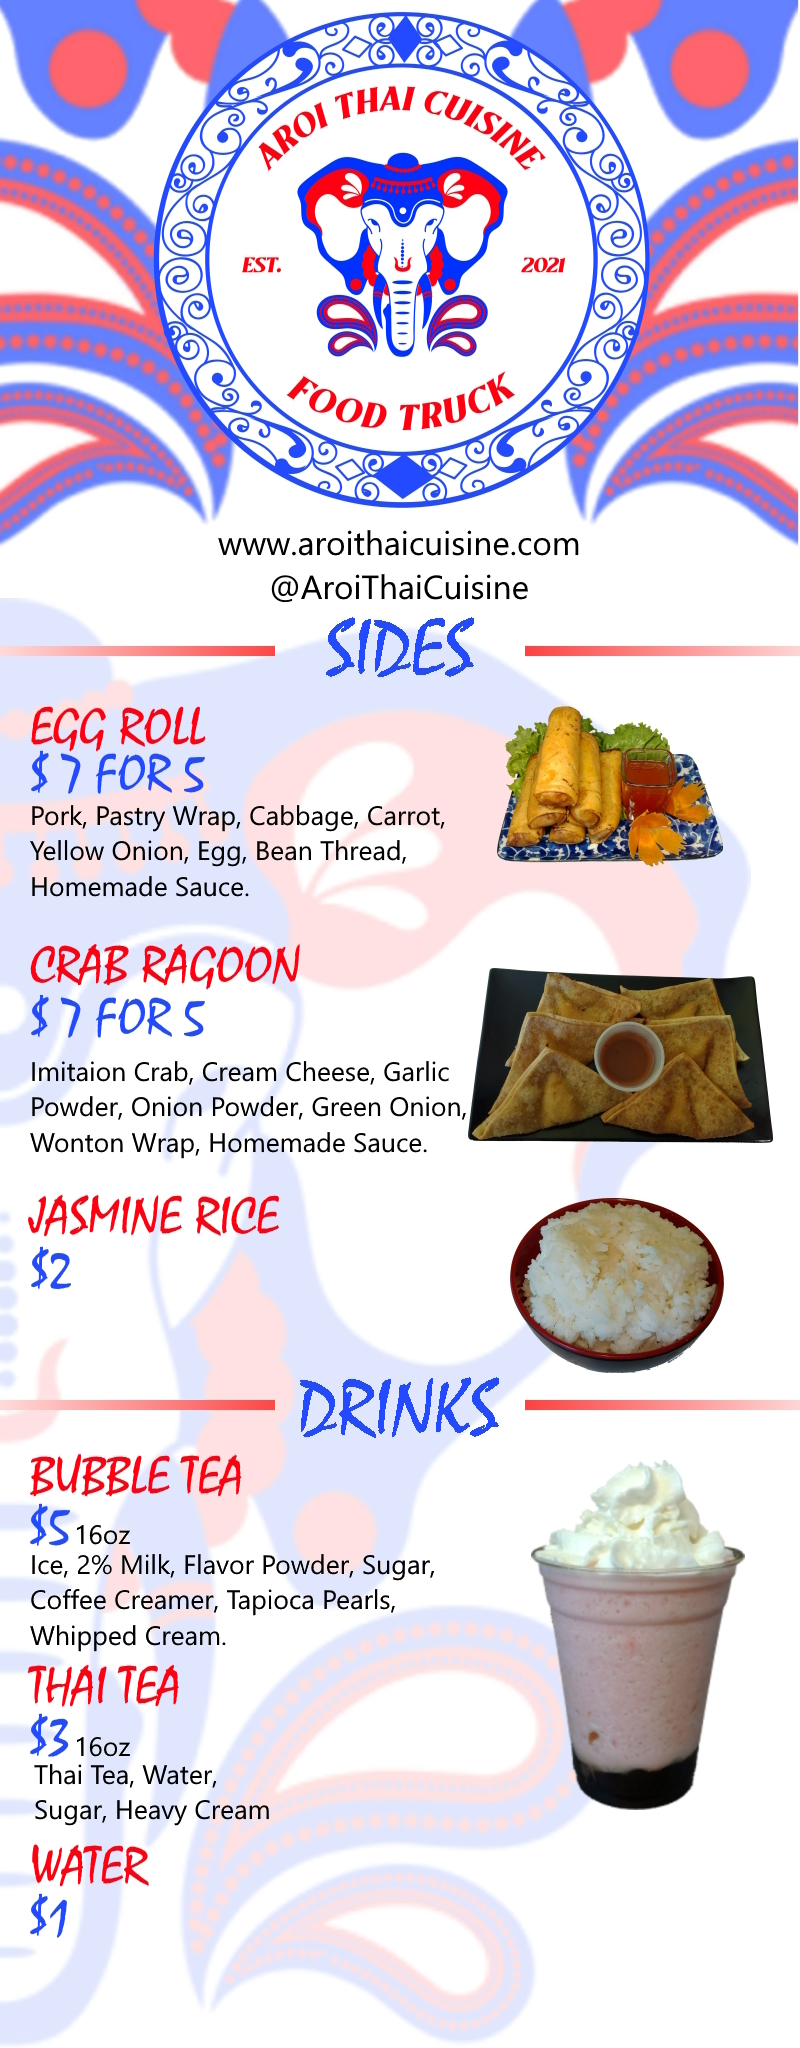 AROI THAI CUISINE
EST. 2021
FOOD TRUCK
www.aroithaicuisine.com
@AroiThaiCuisine
SIDES
EGG ROLL
$ 7 FOR 5
Pork, Pastry Wrap, Cabbage, Carrot,
Yellow Onion, Egg, Bean Thread,
Homemade Sauce.
CRAB RAGOON
$ 7 FOR 5
Imitaion Crab, Cream Cheese, Garlic
Powder, Onion Powder, Green Onion,
Wonton Wrap, Homemade Sauce.
JASMINE RICE
$2
DRINKS
BUBBLE TEA
$5 16oz
Ice, 2% Milk, Flavor Powder, Sugar,
Coffee Creamer, Tapioca Pearls,
Whipped Cream.
THAI TEA
$3 16oz
Thai Tea, Water,
Sugar, Heavy Cream
WATER
$1